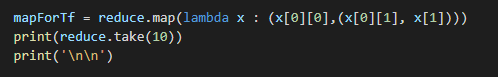 mapForTf = reduce.map(lambda x : (x[0][0],(x[0][1], x[1])))
print(reduce.take(10))
print('\n\n')